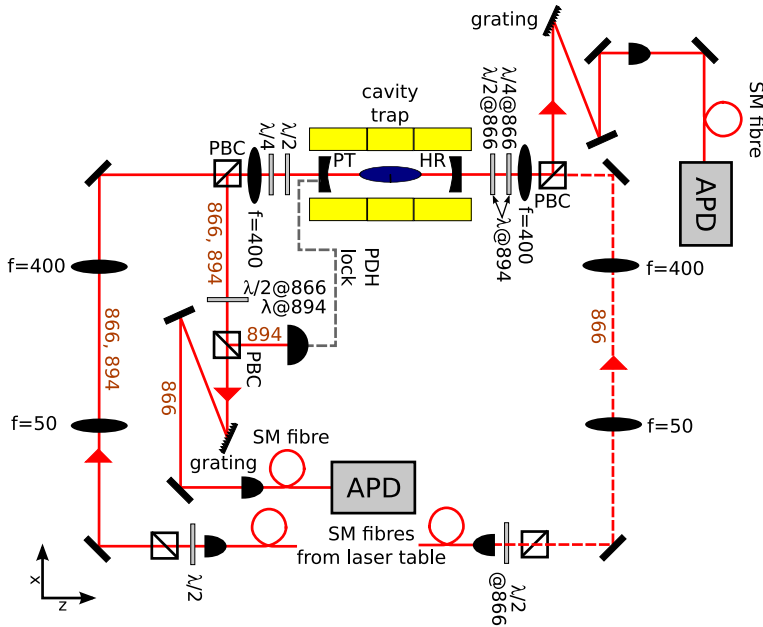 grating
cavity
trap
λ/2@866
λ/4@866
SM
fibre
PBC
λ/4
λ/2
PT
HR
λ@894
f=400
PBC
APD
f=400
866, 894
f=400
PDH
lock
f=400
λ/2@866
λ@894
866, 894
894
PBC
866
866
f=50
SM fibre
f=50
grating
APD
SM fibres
from laser table
λ/2
λ/2
@866
x
z